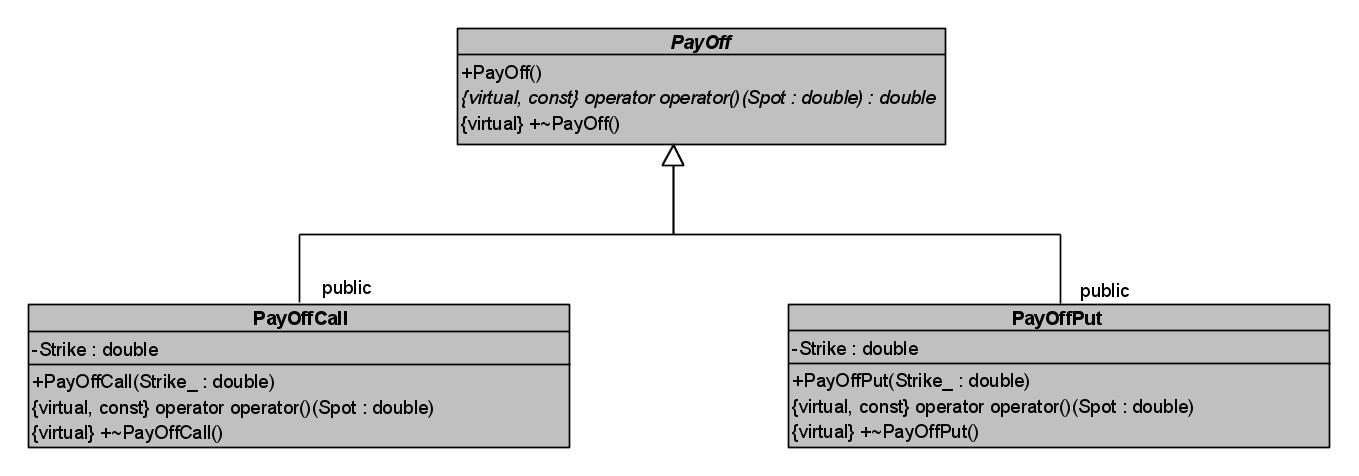 PayOff
+PayOff()
{virtual, const} operator operator()(Spot : double) : double
{virtual} +~PayOff()
public
public
PayOffCall
-Strike : double
+PayOffCall(Strike_ : double)
{virtual, const} operator operator()(Spot : double)
{virtual} +~PayOffCall()
PayOffPut
-Strike : double
+PayOffPut(Strike_ : double)
{virtual, const} operator operator()(Spot : double)
{virtual} +~PayOffPut()